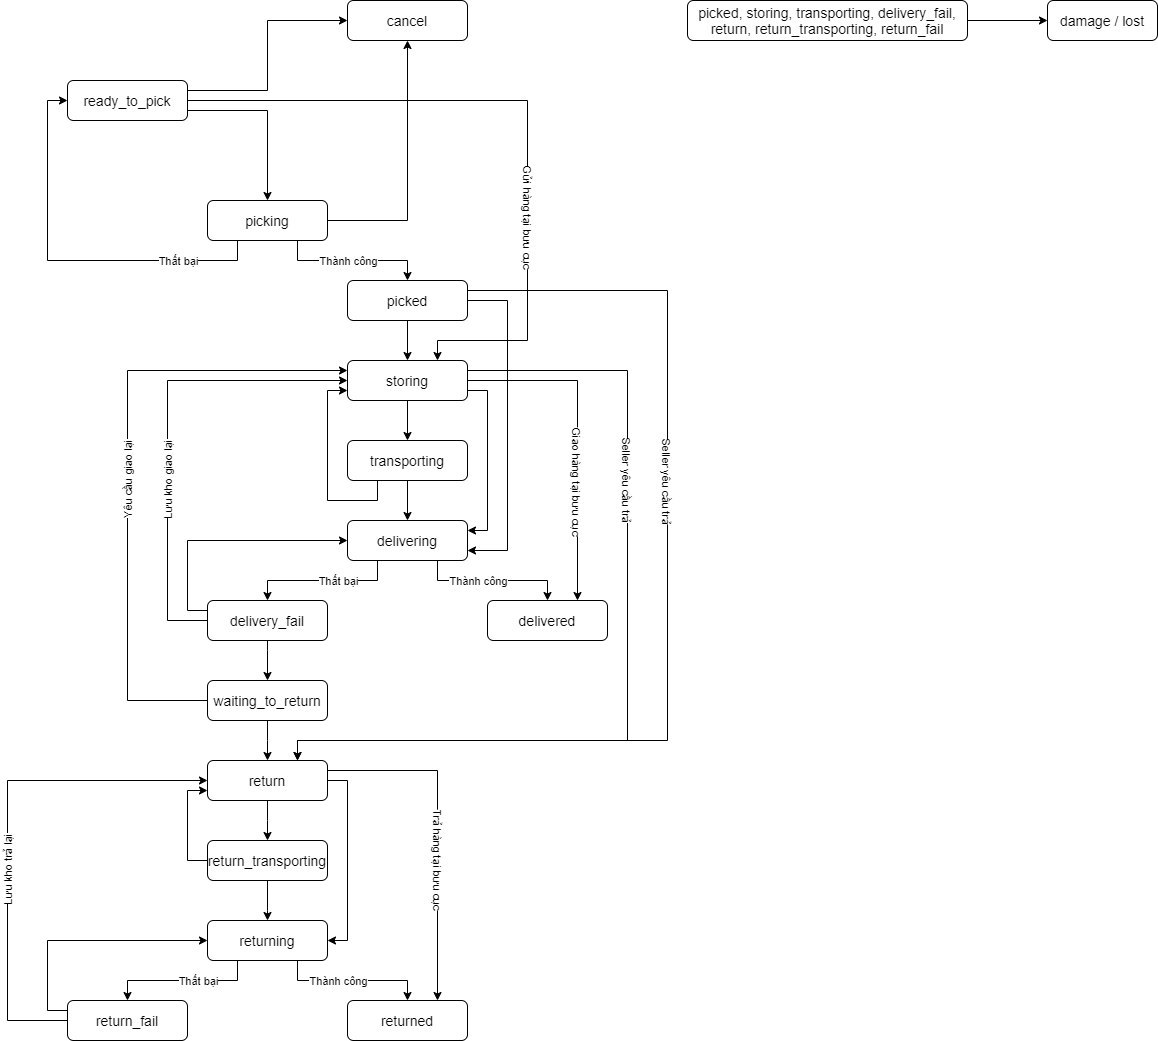 cancel
picked, storing, transporting, delivery_fail,
return, return_transporting, return_fail
damage / lost
ready_to_pick
Gửi hàng tại bưu cục
picking
Thất bại
Thành công
picked
storing
Yêu cầu giao lại
Lưu kho giao lại
Giao hàng tại bưu cục
Seller yêu cầu trả
Seller yêu cầu trả
transporting
delivering
Thất bại
Thành công
delivery_fail
delivered
waiting_to_return
return
Lưu kho trả lại
Trả hàng tại bưu cục
return_transporting
returning
Thất bại
Thành công
return_fail
returned